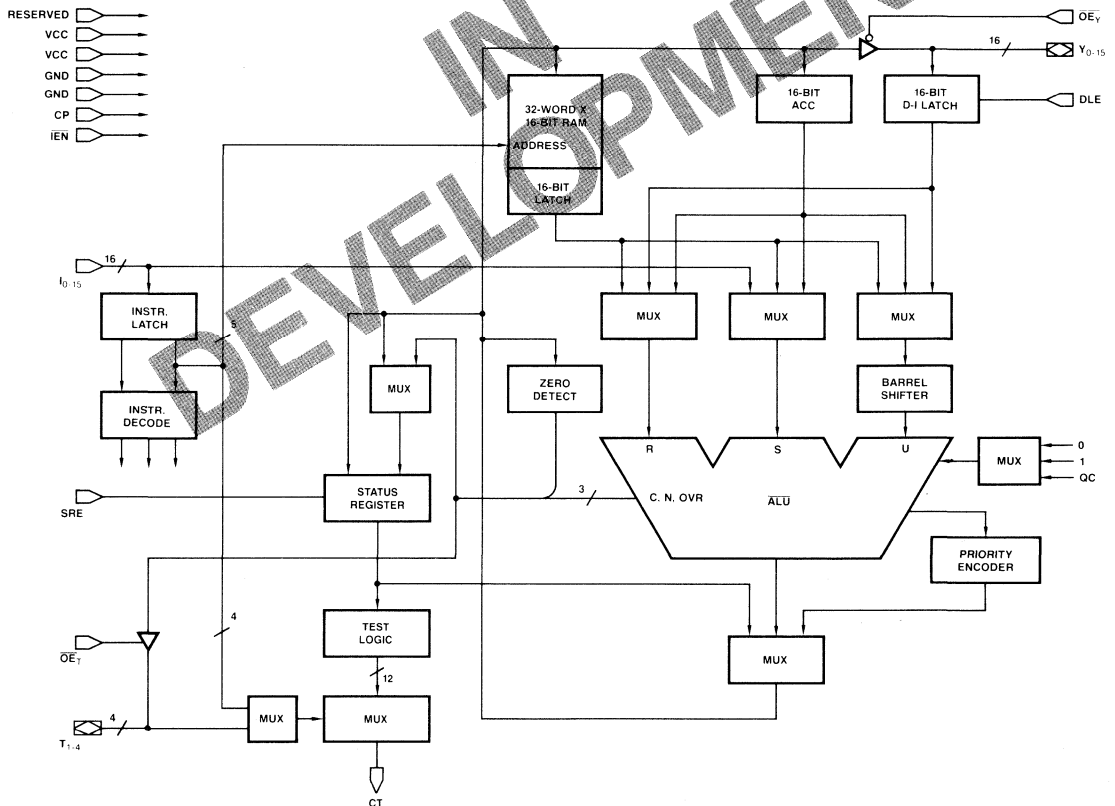 RESERVED
VCC
VCC
GND
GND
CP
IEN
OEY
16
Y0-15
DLE
32-WORD X
16-BIT RAM
ADDRESS
16-BIT
LATCH
16-BIT
ACC
16-BIT
D-I LATCH
IN
DEVELOPMEN
I0-15
16
INSTR.
LATCH
5
INSTR.
DECODE
MUX
ZERO
DETECT
MUX
MUX
MUX
BARREL
SHIFTER
R
S
U
C. N. OVR
ALU
MUX
0
1
QC
SRE
STATUS
REGISTER
3
PRIORITY
ENCODER
TEST
LOGIC
12
4
OET
MUX
T1-4
4
MUX
MUX
CT